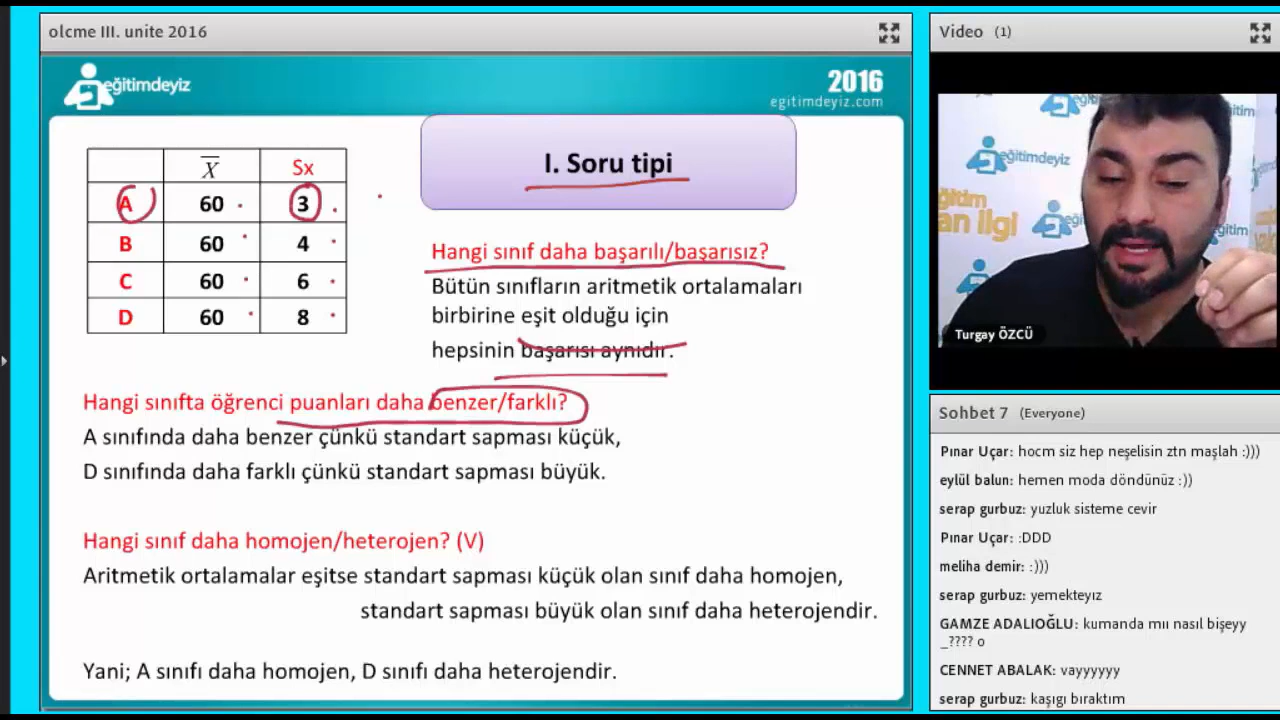 olcme III. unite 2016
eğitimdeyiz
2016
egitimdeyiz.com
X Sx
A 60 3
B 60 4
C 60 6
D 60 8
I. Soru tipi
Hangi sınıf daha başarılı/başarısız?
Bütün sınıfların aritmetik ortalamaları
birbirine eşit olduğu için
hepsinin başarısı aynıdır.
Hangi sınıfta öğrenci puanları daha benzer/farklı?
A sınıfında daha benzer çünkü standart sapması küçük,
D sınıfında daha farklı çünkü standart sapması büyük.
Hangi sınıf daha homojen/heterojen? (V)
Aritmetik ortalamalar eşitse standart sapması küçük olan sınıf daha homojen,
standart sapması büyük olan sınıf daha heterojendir.
Yani; A sınıfı daha homojen, D sınıfı daha heterojendir.
Video (1)
eğitimdeyiz
Turgay ÖZCÜ
Sohbet 7 (Everyone)
Pınar Uçar: hocm siz hep neşelisin ztn maşlah :)))
eylül balun: hemen moda döndünüz :))
serap gurbuz: yuzluk sisteme cevir
Pınar Uçar: :DDD
meliha demir: :)))
serap gurbuz: yemekteyız
GAMZE ADALIOĞLU: kumanda mıı nasıl bişeyy
_???? o
CENNET ABALAK: vayyyyyy
serap gurbuz: kaşıgı bıraktım